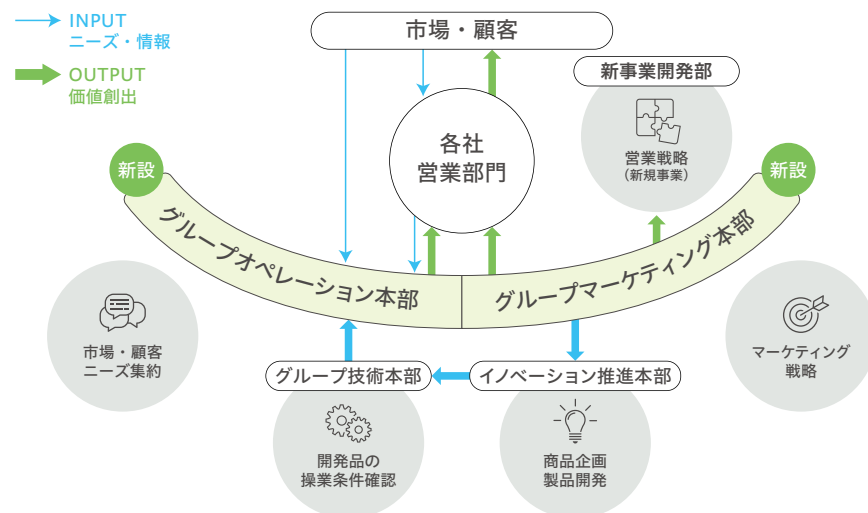 INPUT
ニーズ・情報
OUTPUT
価値創出
市場・顧客
新事業開発部
営業戦略
(新規事業)
各社
営業部門
新設
新設
グループオペレーション本部
グループマーケティング本部
市場・顧客
ニーズ集約
マーケティング
戦略
グループ技術本部
イノベーション推進本部
開発品の
操業条件確認
商品企画
製品開発